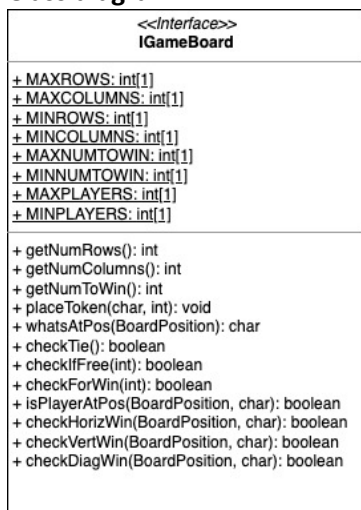 <<Interface>>
IGameBoard
+ MAXROWS: int[1]
+ MAXCOLUMNS: int[1]
+ MINROWS: int[1]
+ MINCOLUMNS: int[1]
+ MAXNUMTOWIN: int[1]
+ MINNUMTOWIN: int[1]
+ MAXPLAYERS: int[1]
+ MINPLAYERS: int[1]
+ getNumRows(): int
+ getNumColumns(): int
+ getNumToWin(): int
+ placeToken(char, int): void
+ whatsAtPos(BoardPosition): char
+ checkTie(): boolean
+ checkIfFree(int): boolean
+ checkForWin(int): boolean
+ isPlayerAtPos(BoardPosition, char): boolean
+ checkHorizWin(BoardPosition, char): boolean
+ checkVertWin(BoardPosition, char): boolean
+ checkDiagWin(BoardPosition, char): boolean